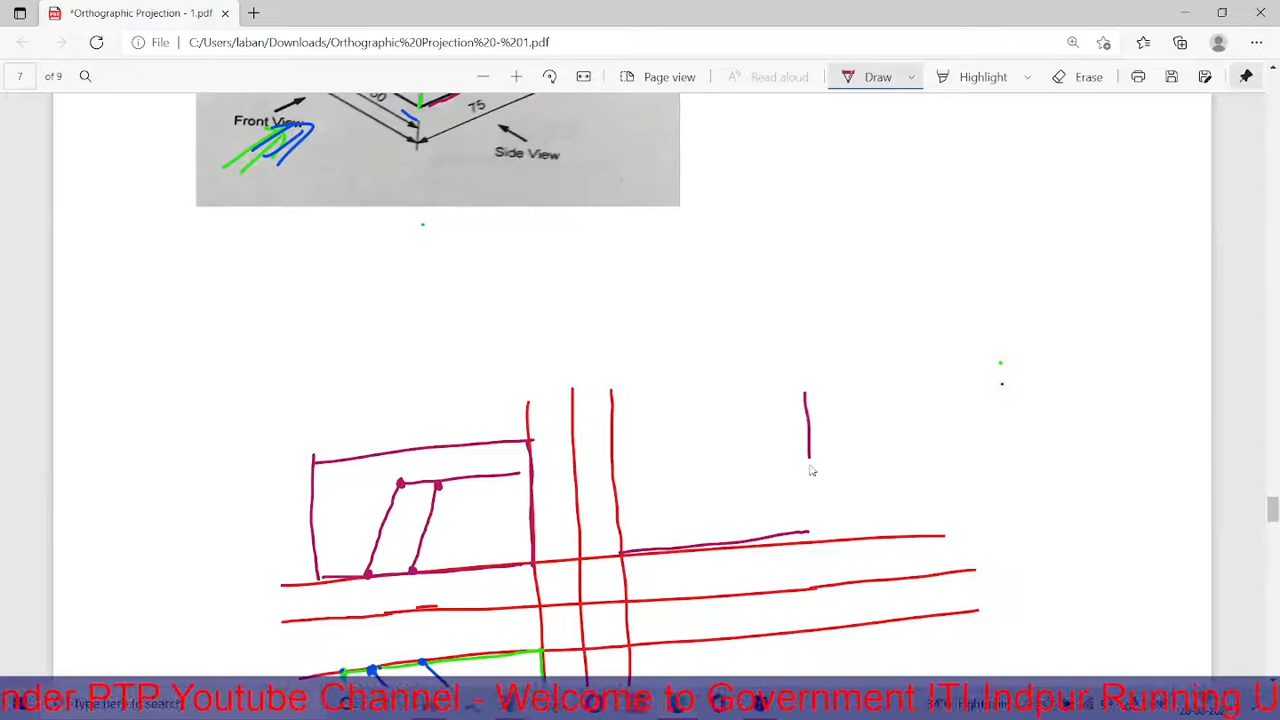 *Orthographic Projection - 1.pdf
File
C:/Users/laban/Downloads/Orthographic%20Projection%20-%201.pdf
7 of 9
Page view
Read aloud
Draw
Highlight
Erase
75
Front View
Side View
nder PTP Youtube Channel - Welcome to Government ITI Indpur Running U